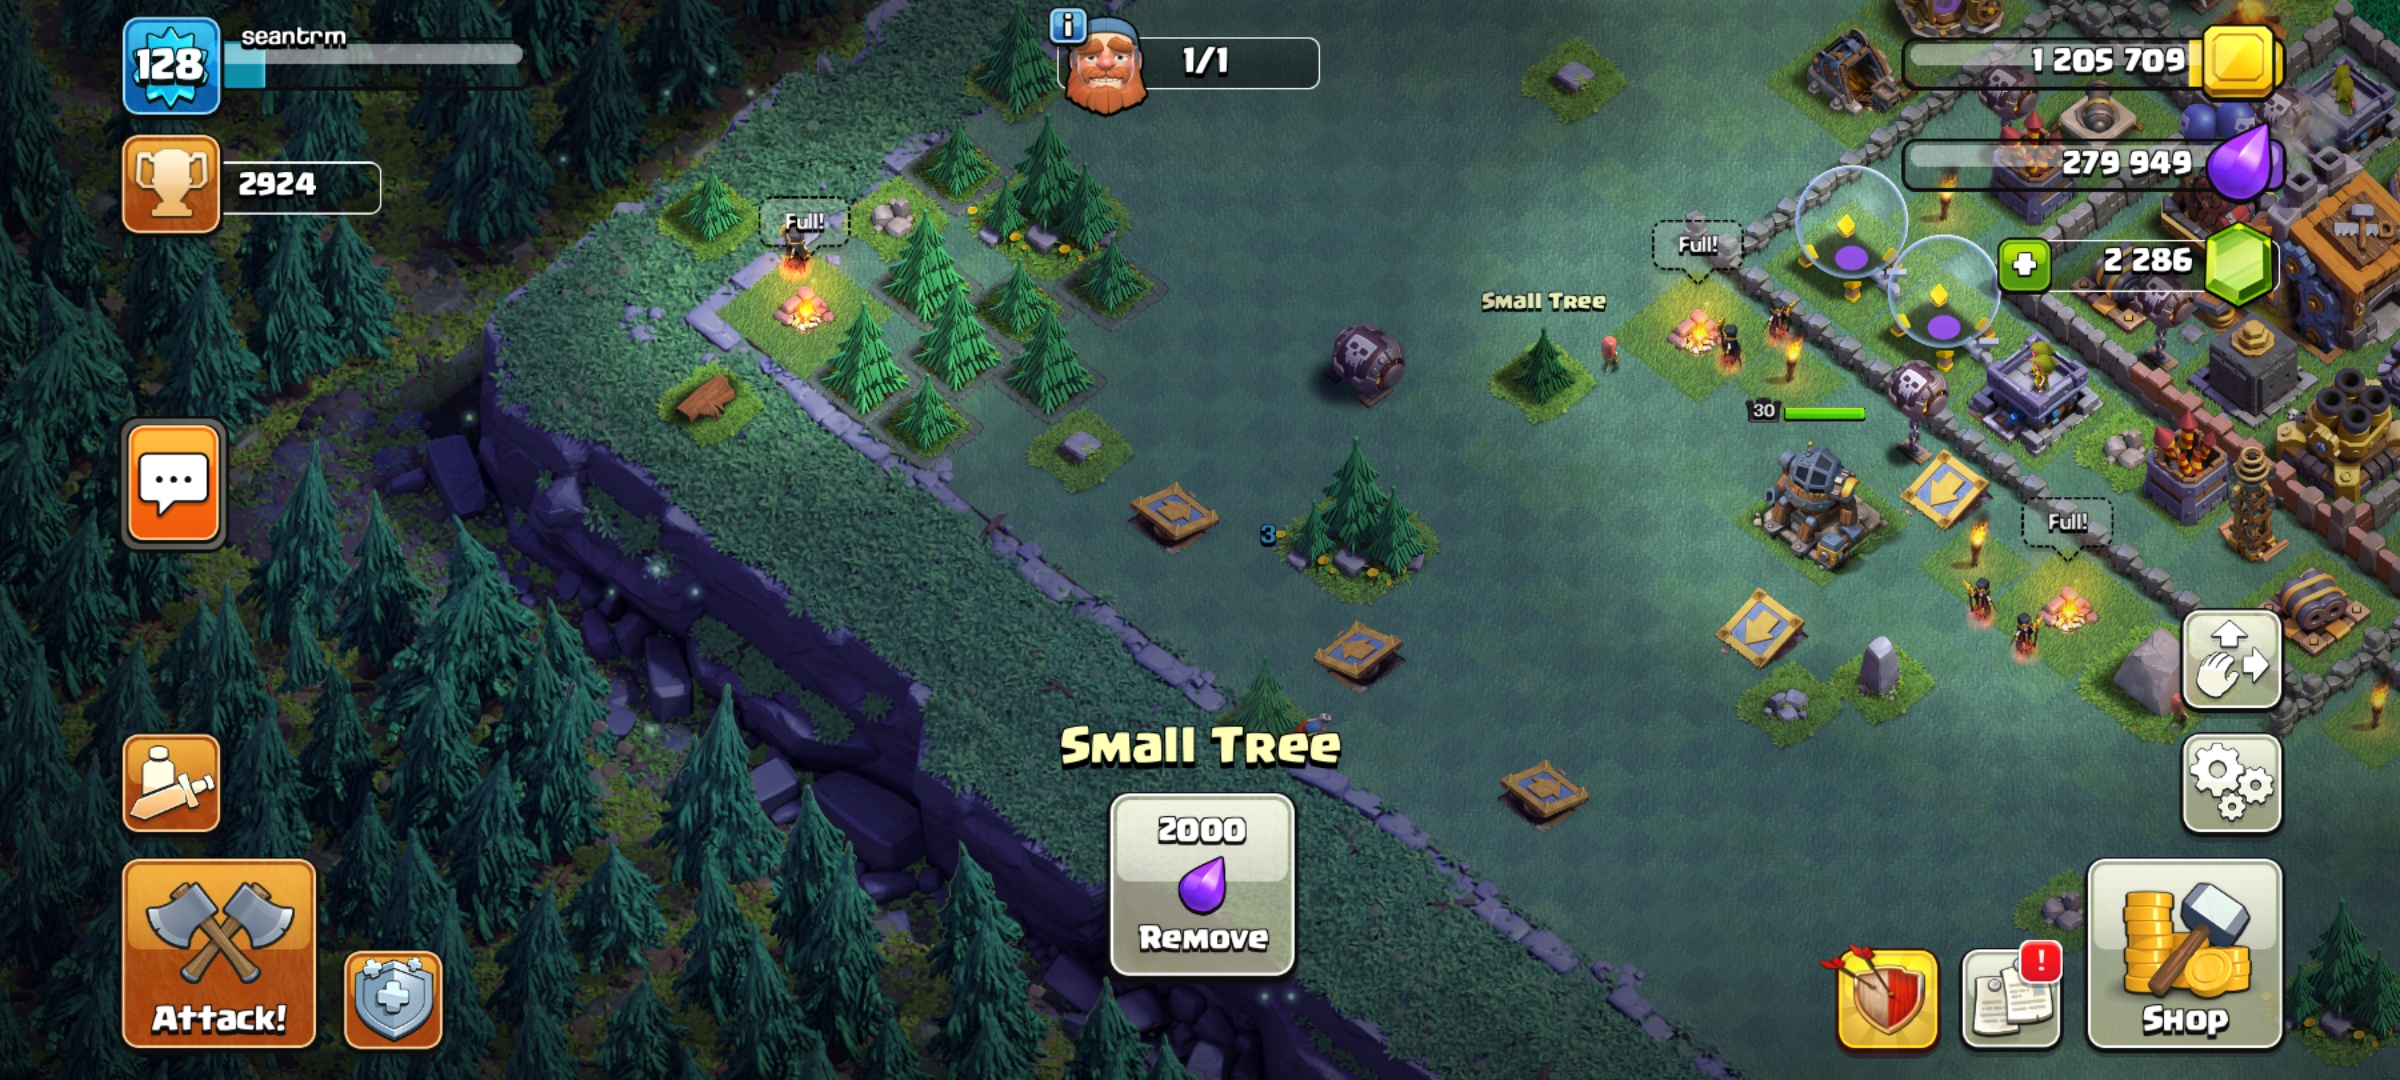 128
seantrm
1/1
1 205 709
279 949
2924
Full!
Full!
2 286
Small Tree
30
Full!
3
Small Tree
2000
Remove
Attack!
!
Shop